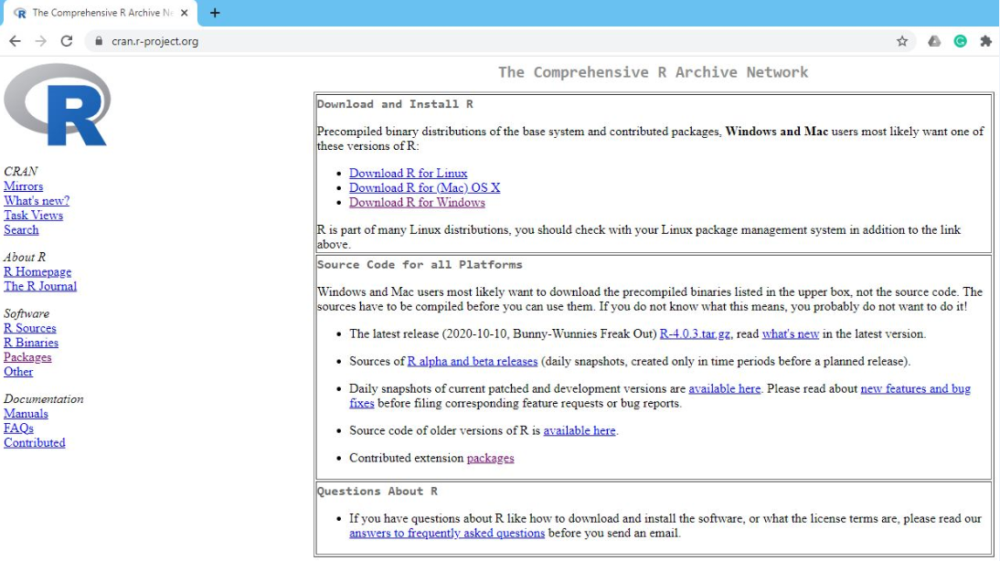 The Comprehensive R Archive Ne
cran.r-project.org
R
CRAN
Mirrors
What's new?
Task Views
Search
About R
R Homepage
The R Journal
Software
R Sources
R Binaries
Packages
Other
Documentation
Manuals
FAQs
Contributed
The Comprehensive R Archive Network
Download and Install R
Precompiled binary distributions of the base system and contributed packages, Windows and Mac users most likely want one of
these versions of R:
• Download R for Linux
• Download R for (Mac) OS X
• Download R for Windows
R is part of many Linux distributions, you should check with your Linux package management system in addition to the link
above.
Source Code for all Platforms
Windows and Mac users most likely want to download the precompiled binaries listed in the upper box, not the source code. The
sources have to be compiled before you can use them. If you do not know what this means, you probably do not want to do it!
• The latest release (2020-10-10, Bunny-Wunnies Freak Out) R-4.0.3.tar.gz, read what's new in the latest version.
• Sources of R alpha and beta releases (daily snapshots, created only in time periods before a planned release).
• Daily snapshots of current patched and development versions are available here. Please read about new features and bug
fixes before filing corresponding feature requests or bug reports.
• Source code of older versions of R is available here.
• Contributed extension packages
Questions About R
• If you have questions about R like how to download and install the software, or what the license terms are, please read our
answers to frequently asked questions before you send an email.